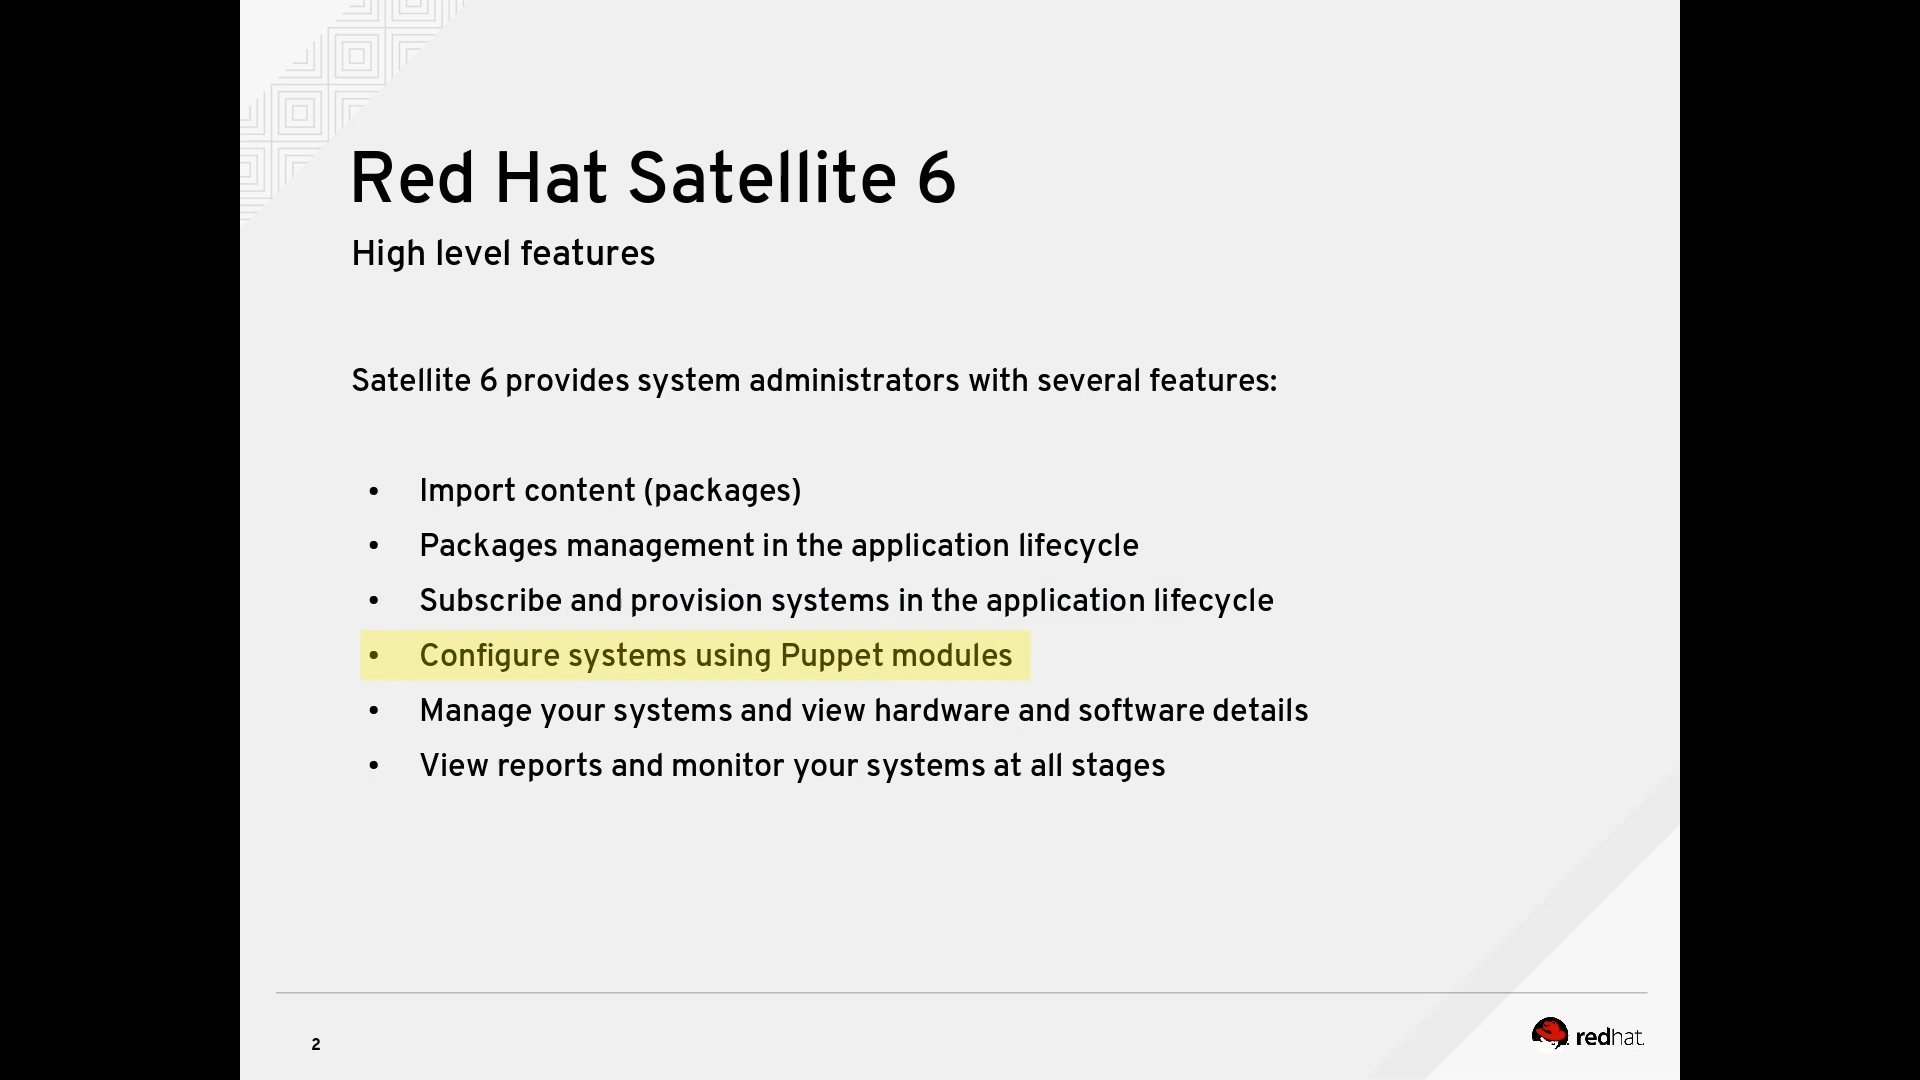 Red Hat Satellite 6
High level features
Satellite 6 provides system administrators with several features:
• Import content (packages)
• Packages management in the application lifecycle
• Subscribe and provision systems in the application lifecycle
• Configure systems using Puppet modules
• Manage your systems and view hardware and software details
• View reports and monitor your systems at all stages
2
redhat.